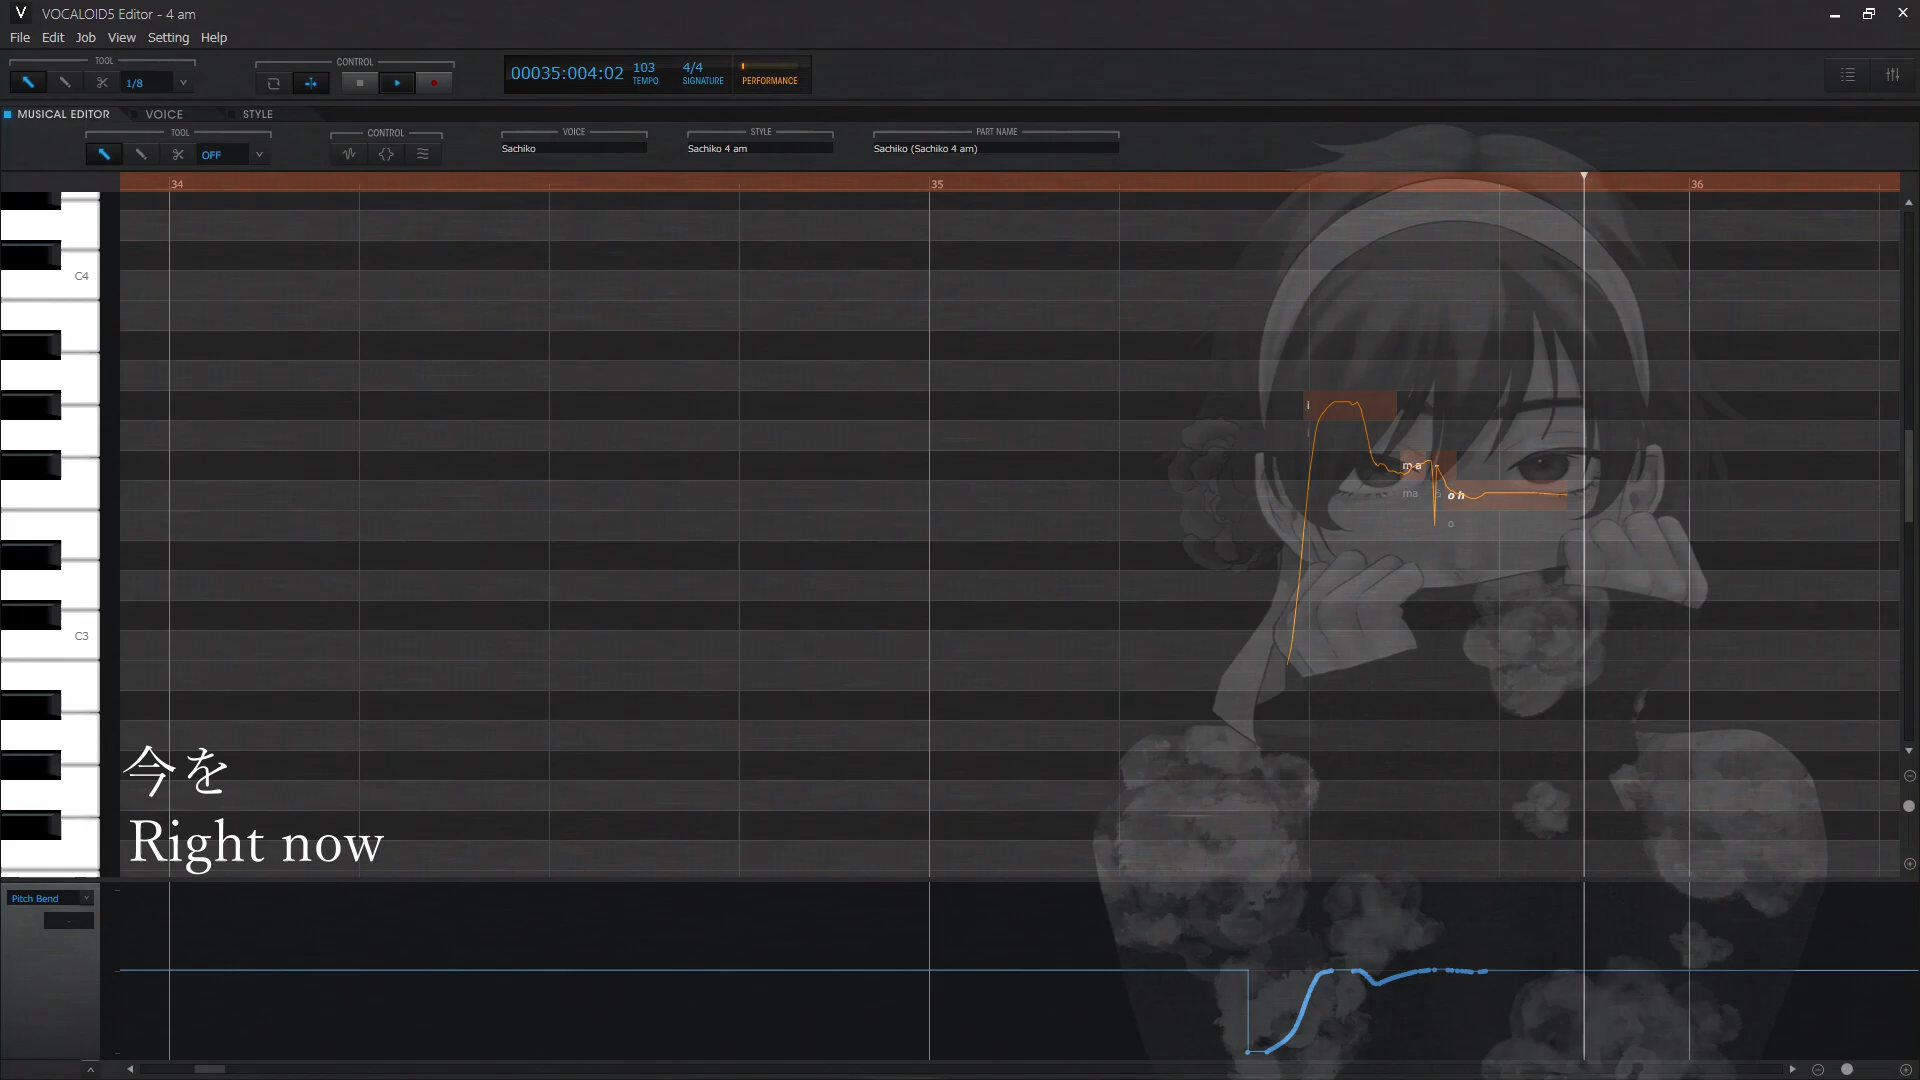 VOCALOID5 Editor - 4 am
File Edit Job View Setting Help
TOOL CONTROL
1/8
00035:004:02 103 4/4
TEMPO SIGNATURE PERFORMANCE
MUSICAL EDITOR VOICE STYLE
TOOL CONTROL VOICE STYLE PART NAME
OFF Sachiko Sachiko 4 am Sachiko (Sachiko 4 am)
34 35 36
C4
i
i
ma
ma
oh
o
C3
今を
Right now
Pitch Bend